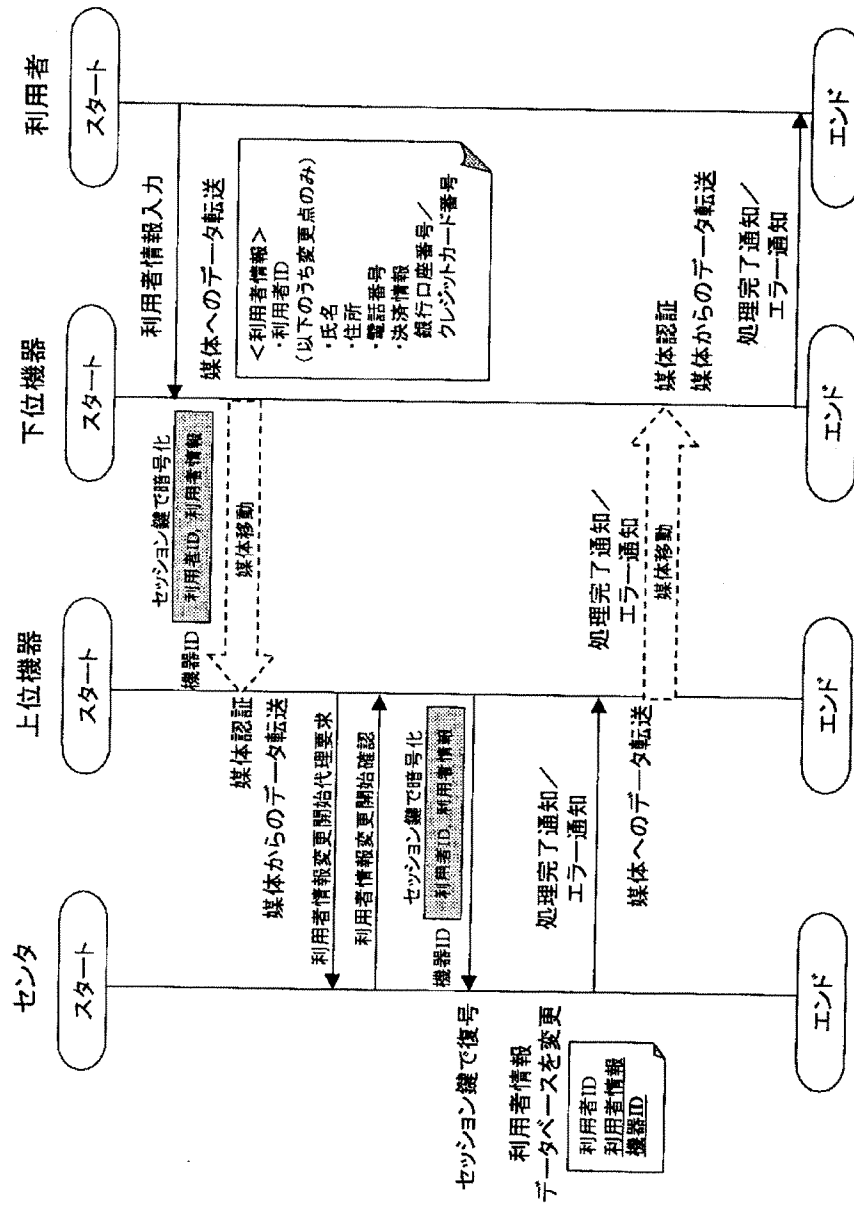 センタ
上位機器
下位機器
利用者
スタート
スタート
スタート
スタート
利用者情報入力
セッション鍵で暗号化
機器ID
利用者ID, 利用者情報
媒体へのデータ転送
媒体移動
<利用者情報>
・利用者ID
(以下のうち変更点のみ)
・氏名
・住所
・電話番号
・決済情報
銀行口座番号／
クレジットカード番号
媒体認証
媒体からのデータ転送
利用者情報変更開始代理要求
利用者情報変更開始確認
セッション鍵で暗号化
機器ID
利用者ID, 利用者情報
セッション鍵で復号
利用者情報
データベースを変更
利用者ID
利用者情報
機器ID
処理完了通知／
エラー通知
媒体へのデータ転送
処理完了通知／
エラー通知
媒体移動
媒体認証
媒体からのデータ転送
処理完了通知／
エラー通知
エンド
エンド
エンド
エンド